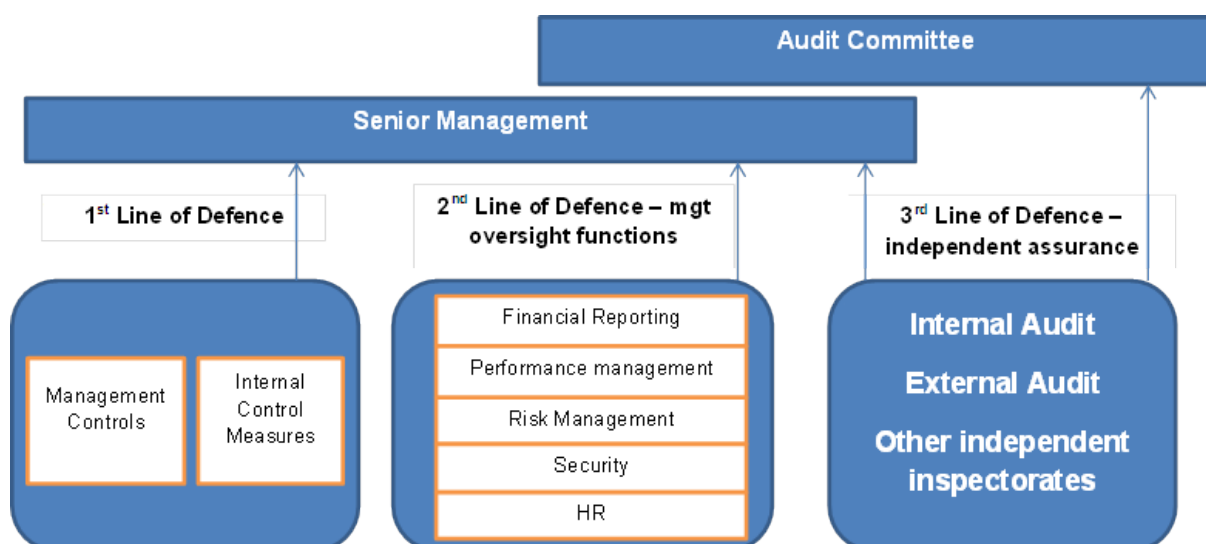 Audit Committee
Senior Management
1st Line of Defence
2nd Line of Defence – mgt
oversight functions
3rd Line of Defence –
independent assurance
Management
Controls
Internal
Control
Measures
Financial Reporting
Performance management
Risk Management
Security
HR
Internal Audit
External Audit
Other independent
inspectorates